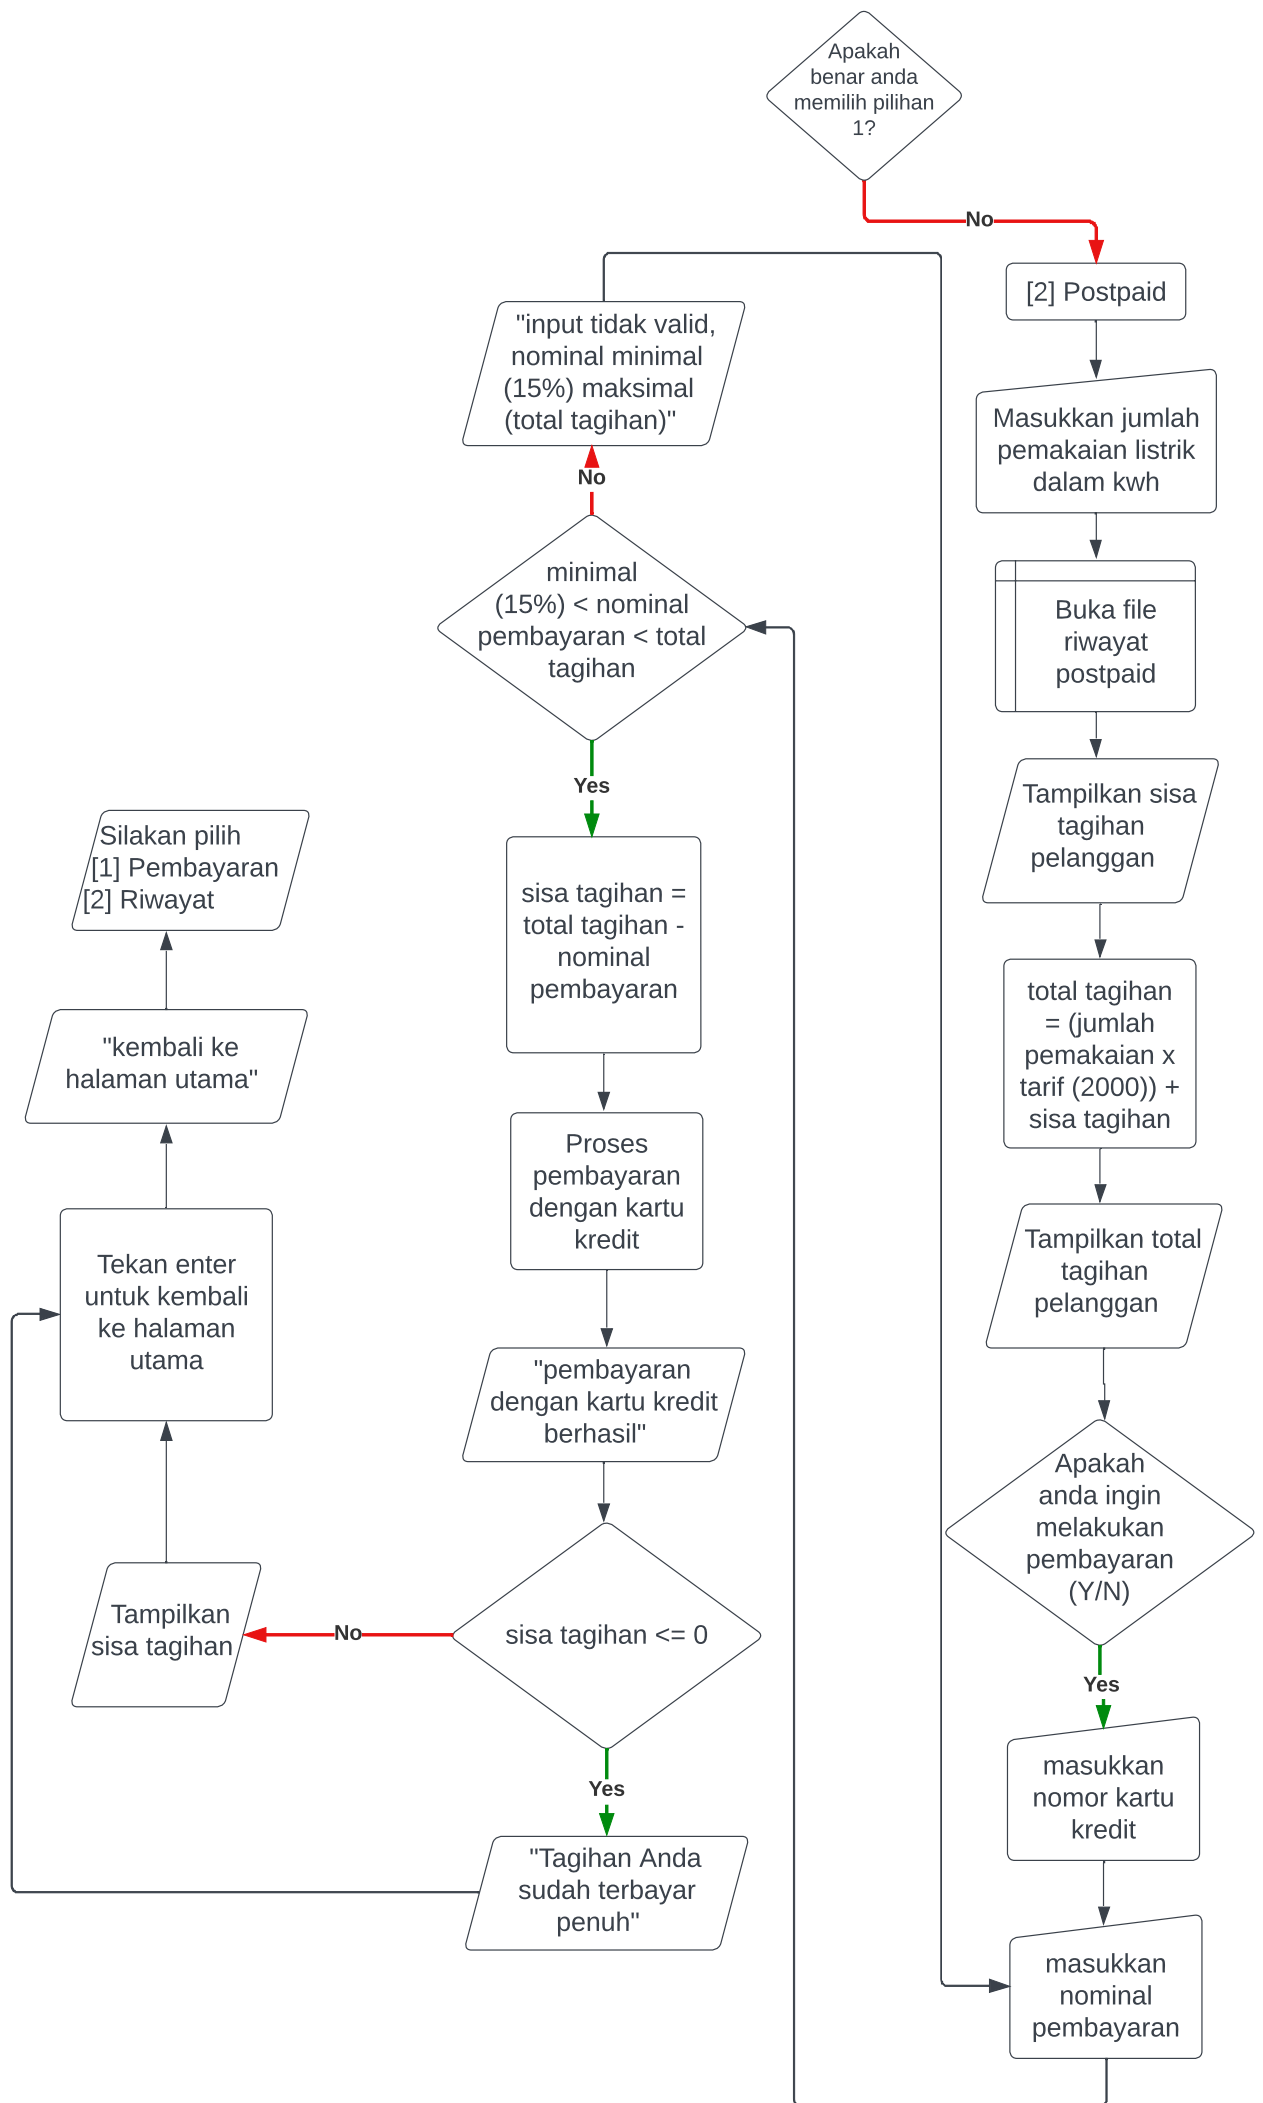 Apakah
benar anda
memilih pilihan
1?
No
[2] Postpaid
Masukkan jumlah
pemakaian listrik
dalam kwh
Buka file
riwayat
postpaid
Tampilkan sisa
tagihan
pelanggan
total tagihan
= (jumlah
pemakaian x
tarif (2000)) +
sisa tagihan
Tampilkan total
tagihan
pelanggan
Apakah
anda ingin
melakukan
pembayaran
(Y/N)
Yes
masukkan
nomor kartu
kredit
masukkan
nominal
pembayaran
"input tidak valid,
nominal minimal
(15%) maksimal
(total tagihan)"
No
minimal
(15%) < nominal
pembayaran < total
tagihan
Yes
sisa tagihan =
total tagihan -
nominal
pembayaran
Proses
pembayaran
dengan kartu
kredit
"pembayaran
dengan kartu kredit
berhasil"
sisa tagihan <= 0
No
Yes
"Tagihan Anda
sudah terbayar
penuh"
Tampilkan
sisa tagihan
Tekan enter
untuk kembali
ke halaman
utama
"kembali ke
halaman utama"
Silakan pilih
[1] Pembayaran
[2] Riwayat